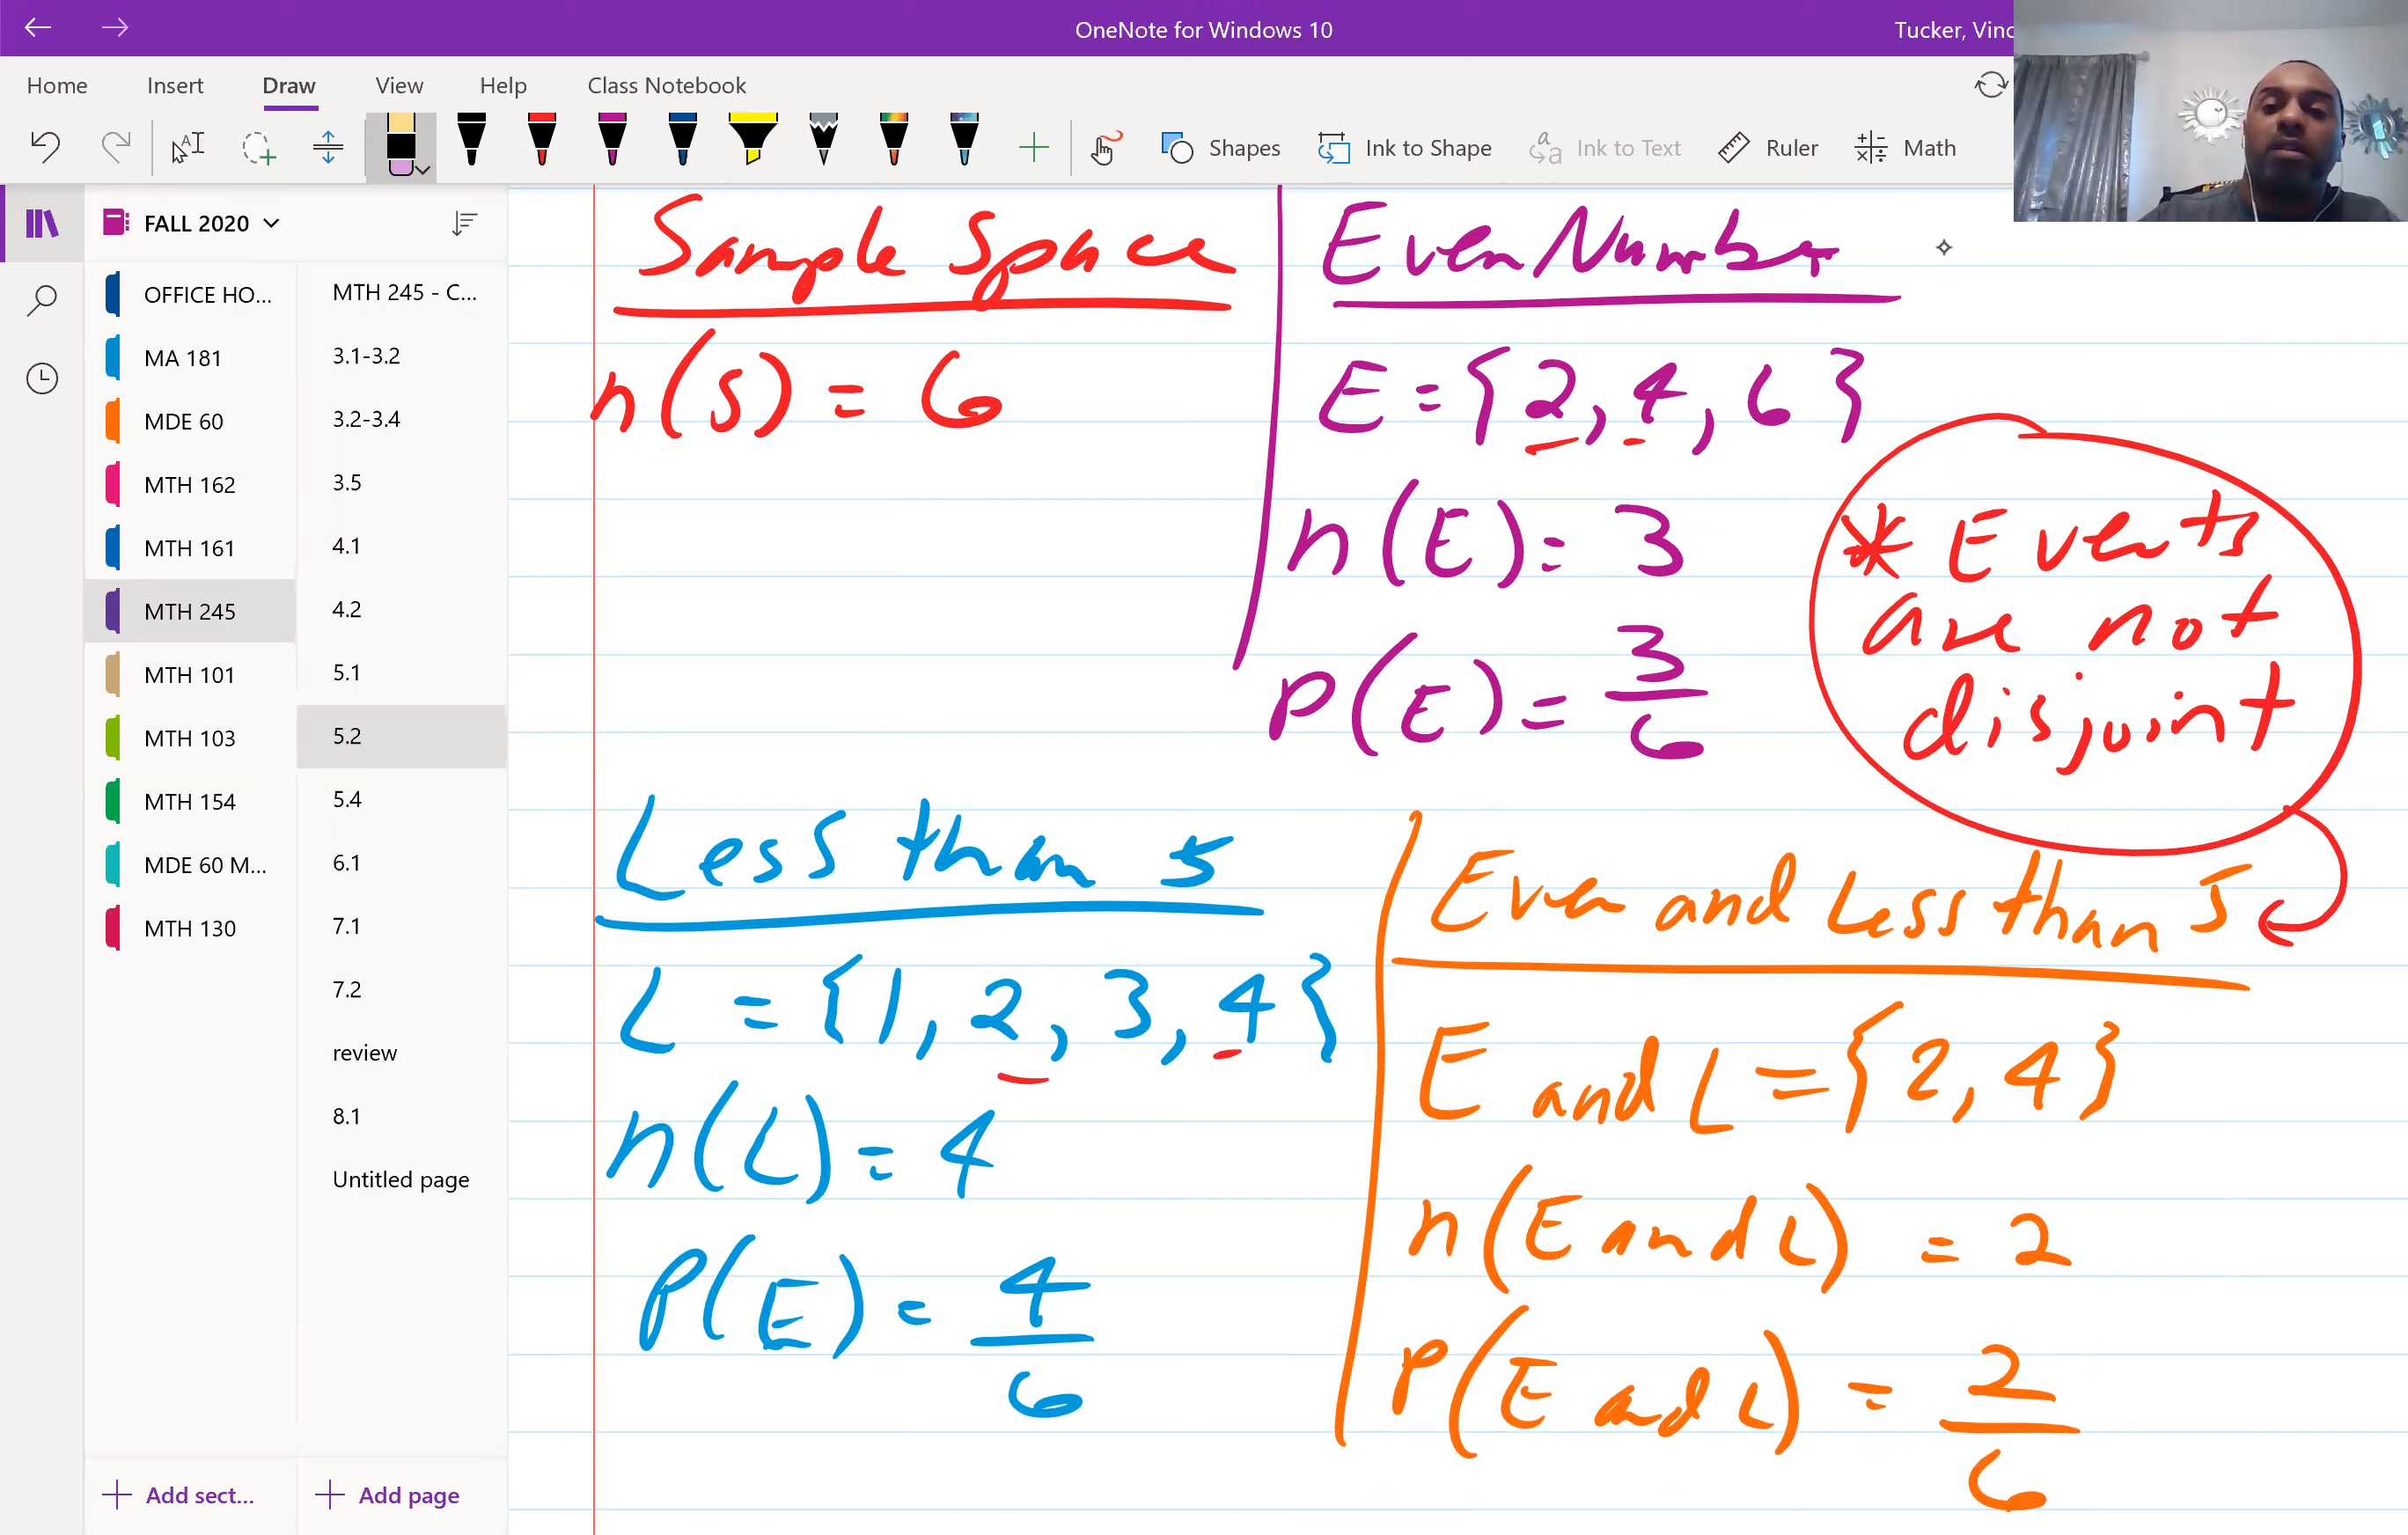 OneNote for Windows 10
Tucker, Vinc
Home Insert Draw View Help Class Notebook
Shapes Ink to Shape Ink to Text Ruler Math
FALL 2020
OFFICE HO...
MA 181
MDE 60
MTH 162
MTH 161
MTH 245
MTH 101
MTH 103
MTH 154
MDE 60 M...
MTH 130
Add sect...
MTH 245 - C...
3.1-3.2
3.2-3.4
3.5
4.1
4.2
5.1
5.2
5.4
6.1
7.1
7.2
review
8.1
Untitled page
Add page
Sample Space
n(S) = 6
Even Number
E = {2, 4, 6}
n(E) = 3
P(E) = 3/6
* Events
are not
disjoint
Less than 5
L = {1, 2, 3, 4}
n(L) = 4
P(E) = 4/6
Even and Less than 5
E and L = {2, 4}
n(E and L) = 2
P(E and L) = 2/6